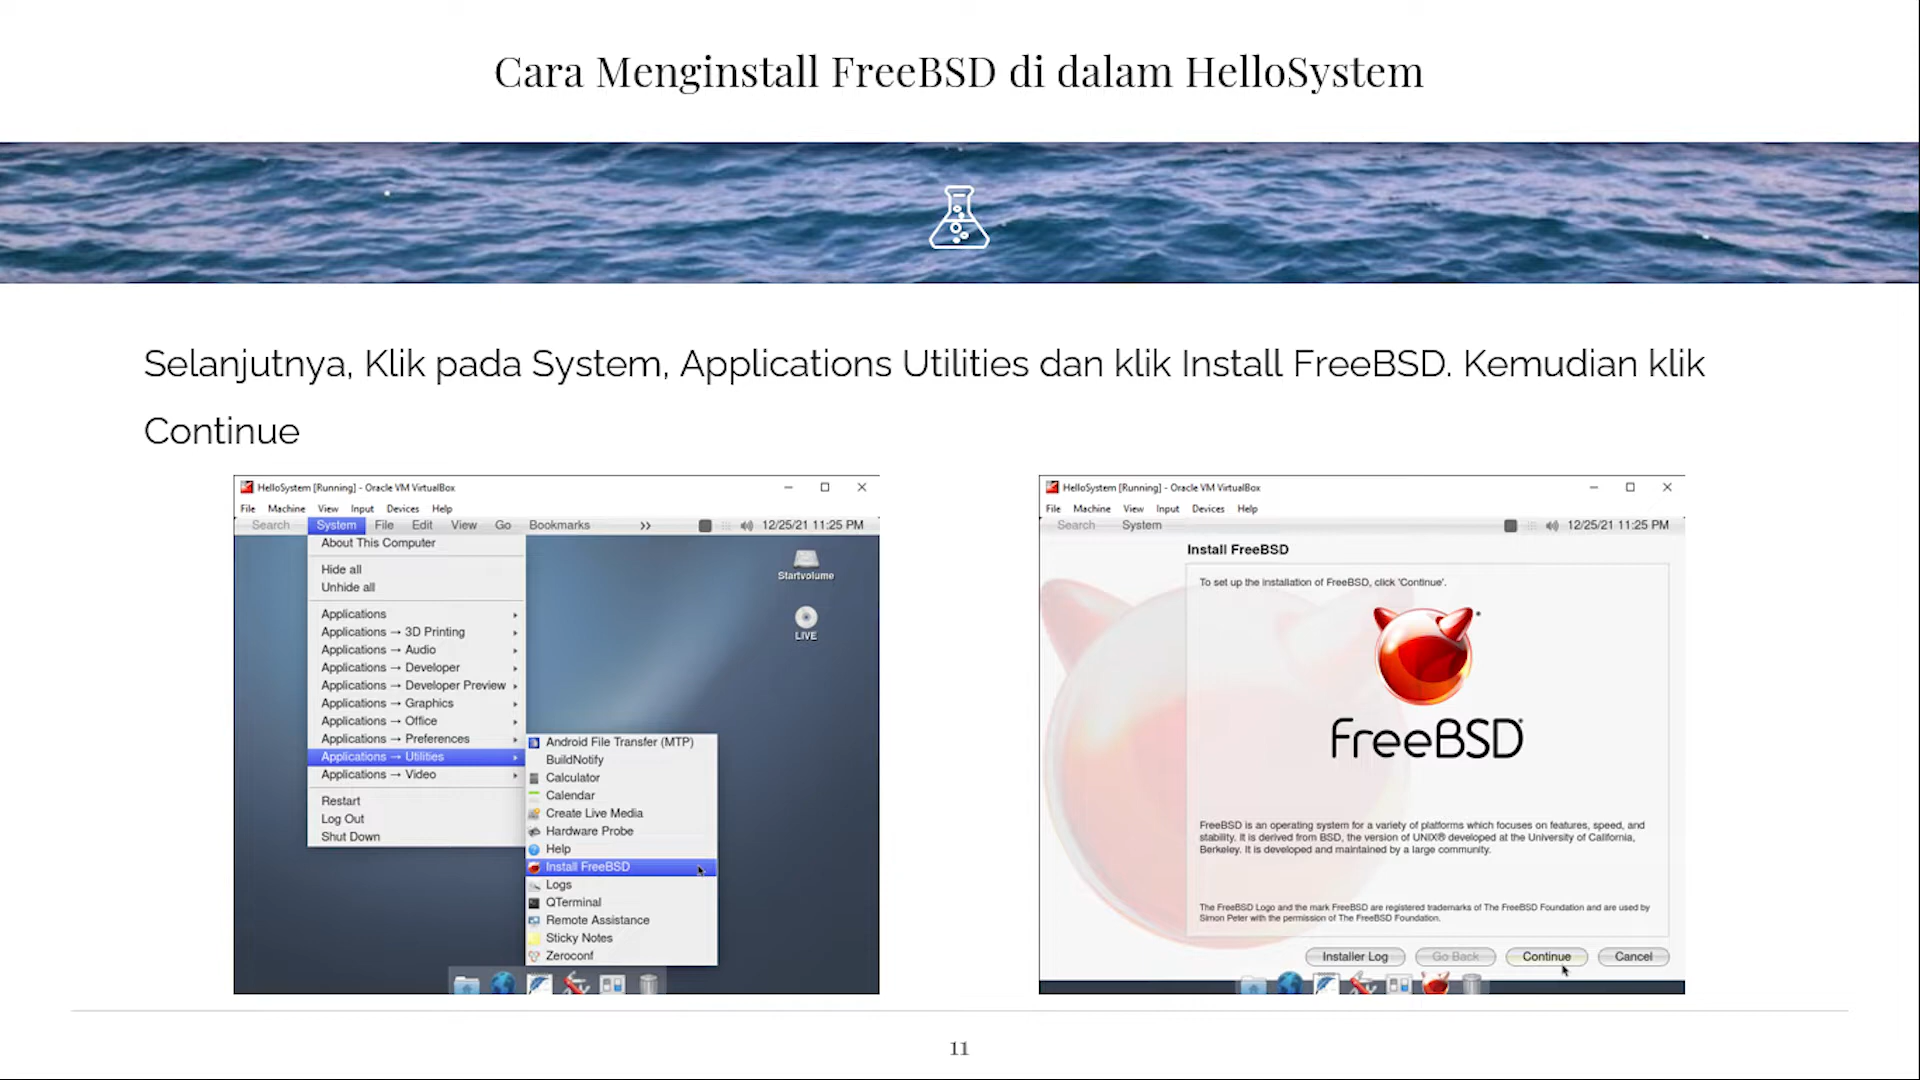 Cara Menginstall FreeBSD di dalam HelloSystem
Selanjutnya, Klik pada System, Applications Utilities dan klik Install FreeBSD. Kemudian klik
Continue
HelloSystem [Running] - Oracle VM VirtualBox
File Machine View Input Devices Help
Search System File Edit View Go Bookmarks >> 12/25/21 11:25 PM
About This Computer
Hide all
Unhide all
Applications
Applications → 3D Printing
Applications → Audio
Applications → Developer
Applications → Developer Preview
Applications → Graphics
Applications → Office
Applications → Preferences
Applications → Utilities
Applications → Video
Restart
Log Out
Shut Down
Android File Transfer (MTP)
BuildNotify
Calculator
Calendar
Create Live Media
Hardware Probe
Help
Install FreeBSD
Logs
QTerminal
Remote Assistance
Sticky Notes
Zeroconf
Startvolume
LIVE
HelloSystem [Running] - Oracle VM VirtualBox
File Machine View Input Devices Help
Search System 12/25/21 11:25 PM
Install FreeBSD
To set up the installation of FreeBSD, click 'Continue'.
FreeBSD
FreeBSD is an operating system for a variety of platforms which focuses on features, speed, and
stability. It is derived from BSD, the version of UNIX® developed at the University of California,
Berkeley. It is developed and maintained by a large community.
The FreeBSD Logo and the mark FreeBSD are registered trademarks of The FreeBSD Foundation and are used by
Simon Peter with the permission of The FreeBSD Foundation.
Installer Log Go Back Continue Cancel
11